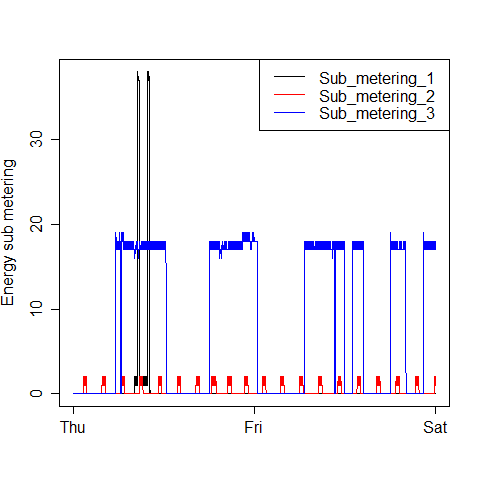 Sub_metering_1
Sub_metering_2
Sub_metering_3
Energy sub metering
30
20
10
0
Thu Fri Sat